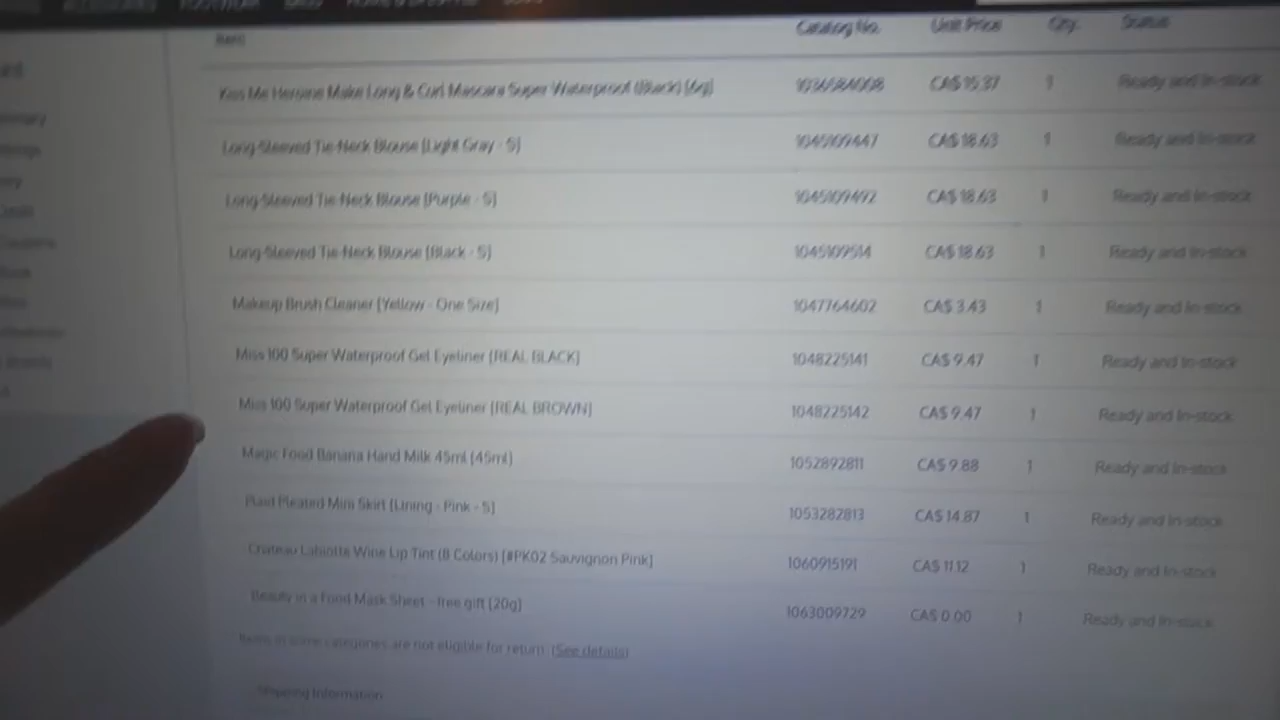 Item Catalog No. Unit Price Qty. Status
Kiss Me Heroine Make Long & Curl Mascara Super Waterproof (Black) (6g) CA$ 15.37 1 Ready and In-stock
Long-Sleeved Tie-Neck Blouse [Light Gray - S] 1045109447 CA$ 18.63 1 Ready and In-stock
Long-Sleeved Tie-Neck Blouse [Purple - S] 1045109492 CA$ 18.63 1 Ready and In-stock
Long-Sleeved Tie-Neck Blouse [Black - S] 1045109514 CA$ 18.63 1 Ready and In-stock
Makeup Brush Cleaner [Yellow - One Size] 1047764602 CA$ 3.43 1 Ready and In-stock
Miss 100 Super Waterproof Gel Eyeliner [REAL BLACK] 1048225141 CA$ 9.47 1 Ready and In-stock
Miss 100 Super Waterproof Gel Eyeliner [REAL BROWN] 1048225142 CA$ 9.47 1 Ready and In-stock
Magic Food Banana Hand Milk 45ml (45ml) 1052892811 CA$ 9.88 1 Ready and In-stock
Plaid Pleated Mini Skirt [Lining - Pink - S] 1053282813 CA$ 14.87 1 Ready and In-stock
Chateau Labiotte Wine Lip Tint (8 Colors) [#PK02 Sauvignon Pink] 1060915191 CA$ 11.12 1 Ready and In-stock
Beauty in a Food Mask Sheet - free gift (20g) 1063009729 CA$ 0.00 1 Ready and In-stock
Items in some categories are not eligible for return. (See details)
Shipping Information